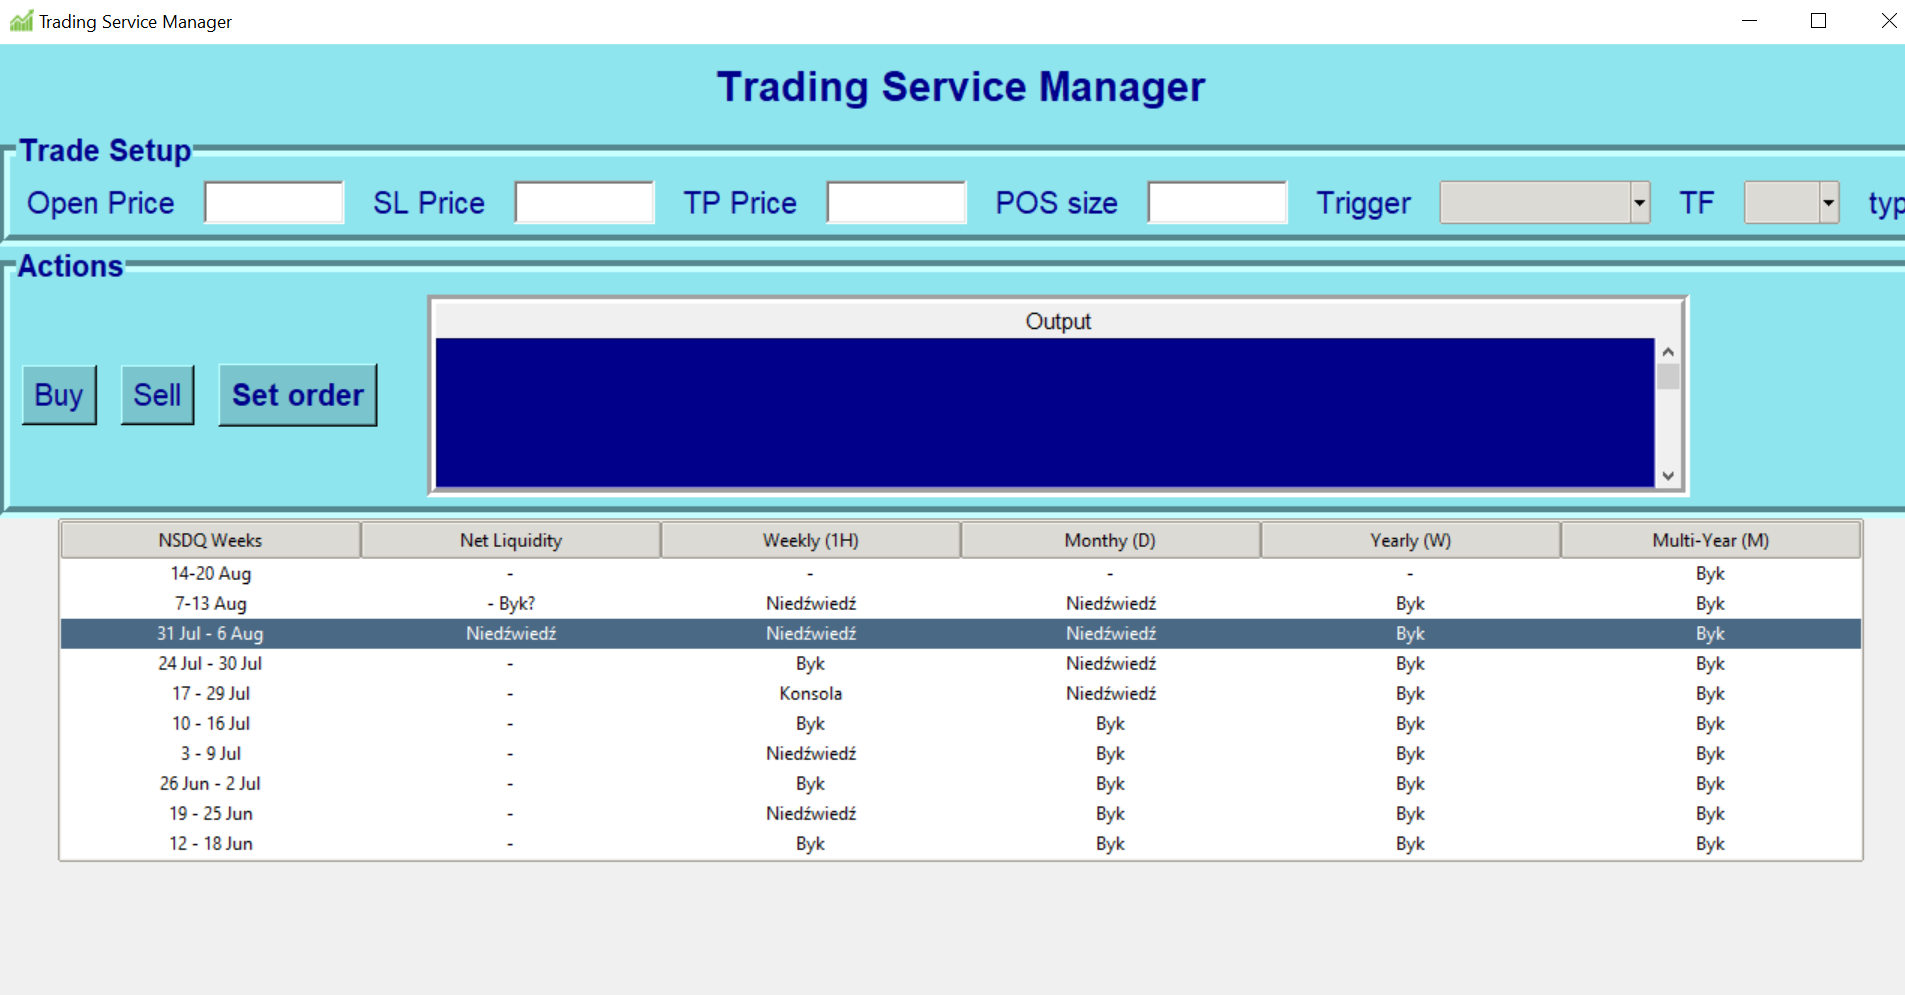 Trading Service Manager
Trading Service Manager
Trade Setup
Open Price SL Price TP Price POS size Trigger TF typ
Actions
Output
Buy Sell Set order
NSDQ Weeks Net Liquidity Weekly (1H) Monthy (D) Yearly (W) Multi-Year (M)
14-20 Aug - - - - Byk
7-13 Aug - Byk? Niedźwiedź Niedźwiedź Byk Byk
31 Jul - 6 Aug Niedźwiedź Niedźwiedź Niedźwiedź Byk Byk
24 Jul - 30 Jul - Byk Niedźwiedź Byk Byk
17 - 29 Jul - Konsola Niedźwiedź Byk Byk
10 - 16 Jul - Byk Byk Byk Byk
3 - 9 Jul - Niedźwiedź Byk Byk Byk
26 Jun - 2 Jul - Byk Byk Byk Byk
19 - 25 Jun - Niedźwiedź Byk Byk Byk
12 - 18 Jun - Byk Byk Byk Byk